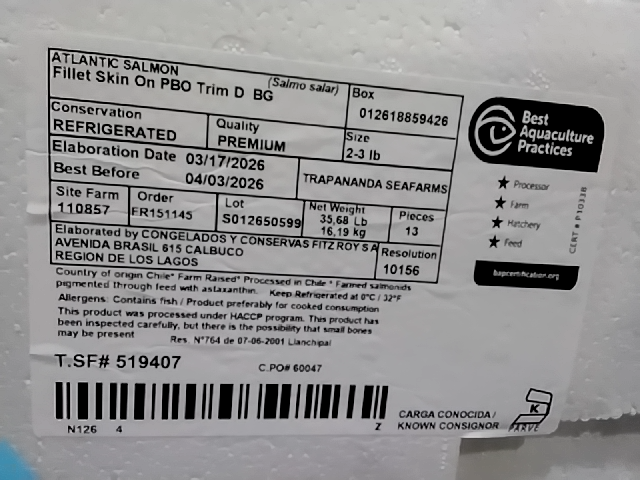 ATLANTIC SALMON
(Salmo salar)
Fillet Skin On PBO Trim D BG
Box
012618859426
Conservation
REFRIGERATED
Quality
PREMIUM
Size
2-3 lb
Elaboration Date 03/17/2026
Best Before 04/03/2026
TRAPANANDA SEAFARMS
Site Farm
110857
Order
FR151145
Lot
S012650599
Net Weight
35,68 Lb
16,19 kg
Pieces
13
Elaborated by CONGELADOS Y CONSERVAS FITZ ROY S A
AVENIDA BRASIL 615 CALBUCO
REGION DE LOS LAGOS
Resolution
10156
Country of origin Chile* Farm Raised* Processed in Chile * Farmed salmonids
pigmented through feed with astaxanthin. Keep Refrigerated at 0°C / 32°F
Allergens: Contains fish / Product preferably for cooked consumption
This product was processed under HACCP program. This product has
been inspected carefully, but there is the possibility that small bones
may be present
Res. N°764 de 07-06-2001 Llanchipal
T.SF# 519407
C.PO# 60047
N126 4
Z
CARGA CONOCIDA /
KNOWN CONSIGNOR
K
PARVE
Best
Aquaculture
Practices
Processor
Farm
Hatchery
Feed
CERT # P10338
bapcertification.org